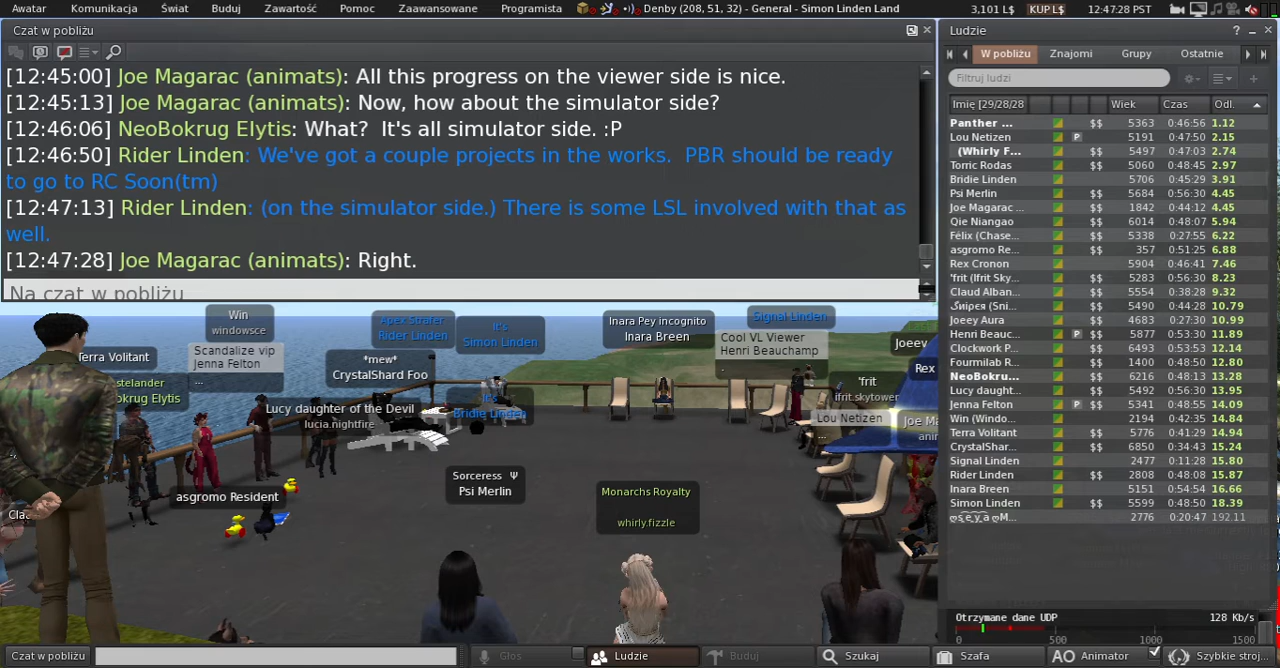 Awatar Komunikacja Świat Buduj Zawartość Pomoc Zaawansowane Programista Denby (208, 51, 32) - General - Simon Linden Land 3,101 L$ KUP L$ 12:47:28 PST
Czat w pobliżu
[12:45:00] Joe Magarac (animats): All this progress on the viewer side is nice.
[12:45:13] Joe Magarac (animats): Now, how about the simulator side?
[12:46:06] NeoBokrug Elytis: What? It's all simulator side. :P
[12:46:50] Rider Linden: We've got a couple projects in the works. PBR should be ready
to go to RC Soon(tm)
[12:47:13] Rider Linden: (on the simulator side.) There is some LSL involved with that as
well.
[12:47:28] Joe Magarac (animats): Right.
Na czat w pobliżu
Ludzie
W pobliżu Znajomi Grupy Ostatnie
Filtruj ludzi
Imię [29/28/28 Wiek Czas Odl.
Panther ... $$ 5363 0:46:56 1.12
Lou Netizen P 5191 0:47:50 2.15
(Whirly F... $$ 5497 0:47:03 2.74
Torric Rodas $$ 5880 0:48:45 2.97
Bridie Linden 5706 0:45:29 3.91
Psi Merlin $$ 5684 0:56:30 4.45
Joe Magarac ... $$ 1842 0:44:12 4.45
Qie Niangao $$ 6014 0:48:07 5.94
Félix (Chase... $$ 5338 0:27:55 6.22
asgromo Re... $$ 357 0:51:25 6.88
Rex Cronon 5904 0:46:41 7.46
'frit (Ifrit Sky... $$ 5283 0:56:30 8.23
Claud Alban... $$ 5554 0:38:28 9.32
(Sni... $$ 5490 0:44:28 10.79
Joeey Aura $$ 4683 0:27:30 10.99
Henri Beauc... P $$ 5877 0:53:30 11.89
Clockwork P... $$ 6493 0:53:53 12.14
Fourmilab R... $$ 1400 0:48:50 12.80
NeoBokru... $$ 6216 0:48:13 13.28
Lucy daught... $$ 5492 0:56:30 13.95
Jenna Felton P $$ 5341 0:48:55 14.09
Win (Windo... 2194 0:42:35 14.84
Terra Volitant $$ 5776 0:41:29 14.94
CrystalShar... $$ 6850 0:34:43 15.24
Signal Linden 2477 0:11:28 15.80
Rider Linden $$ 2808 0:48:08 15.87
Inara Breen 5151 0:54:54 16.66
Simon Linden $$ 5599 0:48:50 18.39
2776 0:20:47 192.11
Win
windowsce
Apex Strafer
Rider Linden
It's
Simon Linden
Inara Pey incognito
Inara Breen
Signal Linden
Cool VL Viewer
Henri Beauchamp
Joeey
Terra Volitant
Scandalize vip
Jenna Felton
...
*mew*
CrystalShard Foo
Rex
stelander
okrug Elytis
Lucy daughter of the Devil
lucia.nightfire
It's
Bridie Linden
'frit
ifrit.skytower
Lou Netizen
...
Joe Ma
ani
Sorceress Ψ
Psi Merlin
Monarchs Royalty
whirly.fizzle
asgromo Resident
Cla
Otrzymane dane UDP 128 Kb/s
0 500 1000 1500
Czat w pobliżu Głos Ludzie Buduj Szukaj Szafa AO Animator Szybkie stroj...